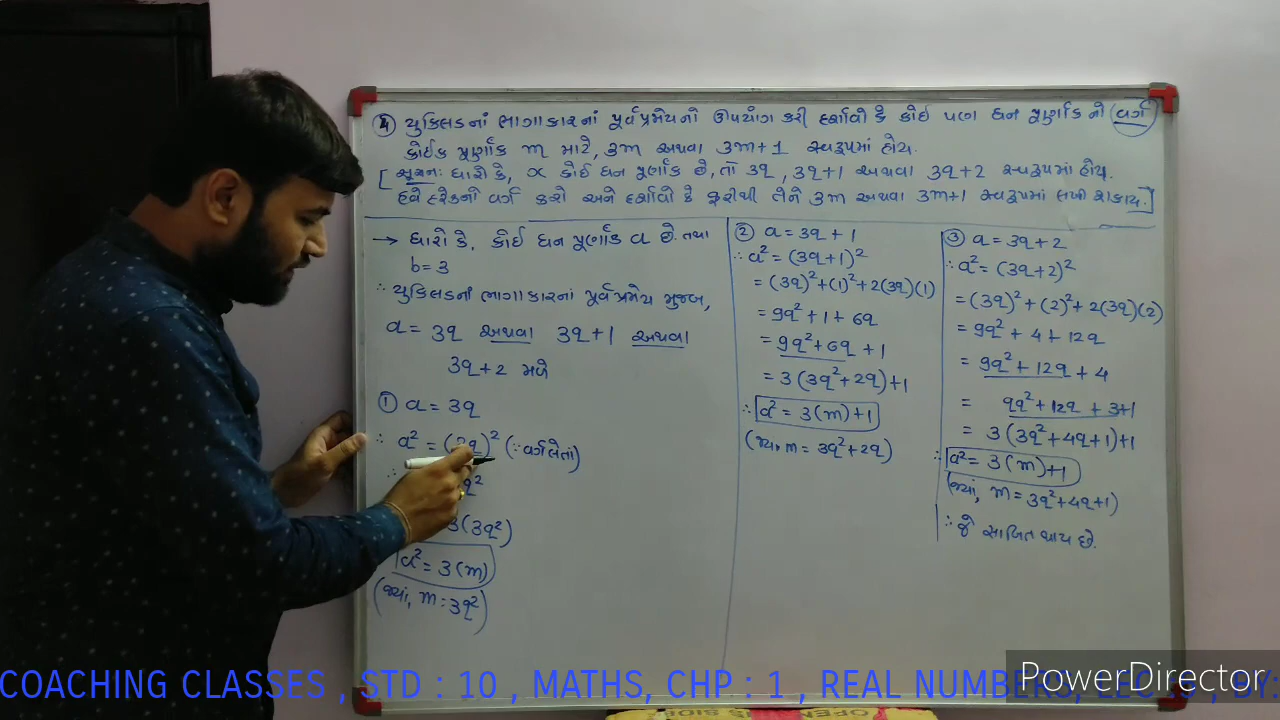 ④ યુક્લિડનાં ભાગાકારનાં પૂર્વપ્રમેયનો ઉપયોગ કરી દર્શાવો કે કોઈ પણ ધન પૂર્ણાંક નો વર્ગ
કોઈક પૂર્ણાંક m માટે, 3m અથવા 3m+1 સ્વરૂપમાં હોય.
[ સૂચન: ધારો કે, x કોઈ ધન પૂર્ણાંક છે, તો 3q, 3q+1 અથવા 3q+2 સ્વરૂપમાં હોય.
હવે દરેકનો વર્ગ કરો અને દર્શાવો કે ફરીથી તેને 3m અથવા 3m+1 સ્વરૂપમાં લખી શકાય.]
→ ધારો કે, કોઈ ધન પૂર્ણાંક a છે તથા
b=3
∴ યુક્લિડનાં ભાગાકારનાં પૂર્વપ્રમેય મુજબ,
a = 3q અથવા 3q+1 અથવા
3q+2 મળે
① a = 3q
∴ a² = (3q)² (∵વર્ગ લેતાં)
∴ q²
3(3q²)
a² = 3(m)
(જ્યાં, m=3q²)
② a = 3q+1
∴ a² = (3q+1)²
= (3q)²+(1)²+2(3q)(1)
= 9q²+1+6q
= 9q²+6q+1
= 3(3q²+2q)+1
∴ a² = 3(m)+1
(જ્યાં, m= 3q²+2q)
③ a = 3q+2
∴ a² = (3q+2)²
= (3q)²+(2)²+2(3q)(2)
= 9q²+4+12q
= 9q²+12q+4
= 9q²+12q+3+1
= 3(3q²+4q+1)+1
∴ a² = 3(m)+1
(જ્યાં, m=3q²+4q+1)
∴ જે સાબિત થાય છે.
COACHING CLASSES , STD : 10 , MATHS, CHP : 1 , REAL NUMBERS,
PowerDirector